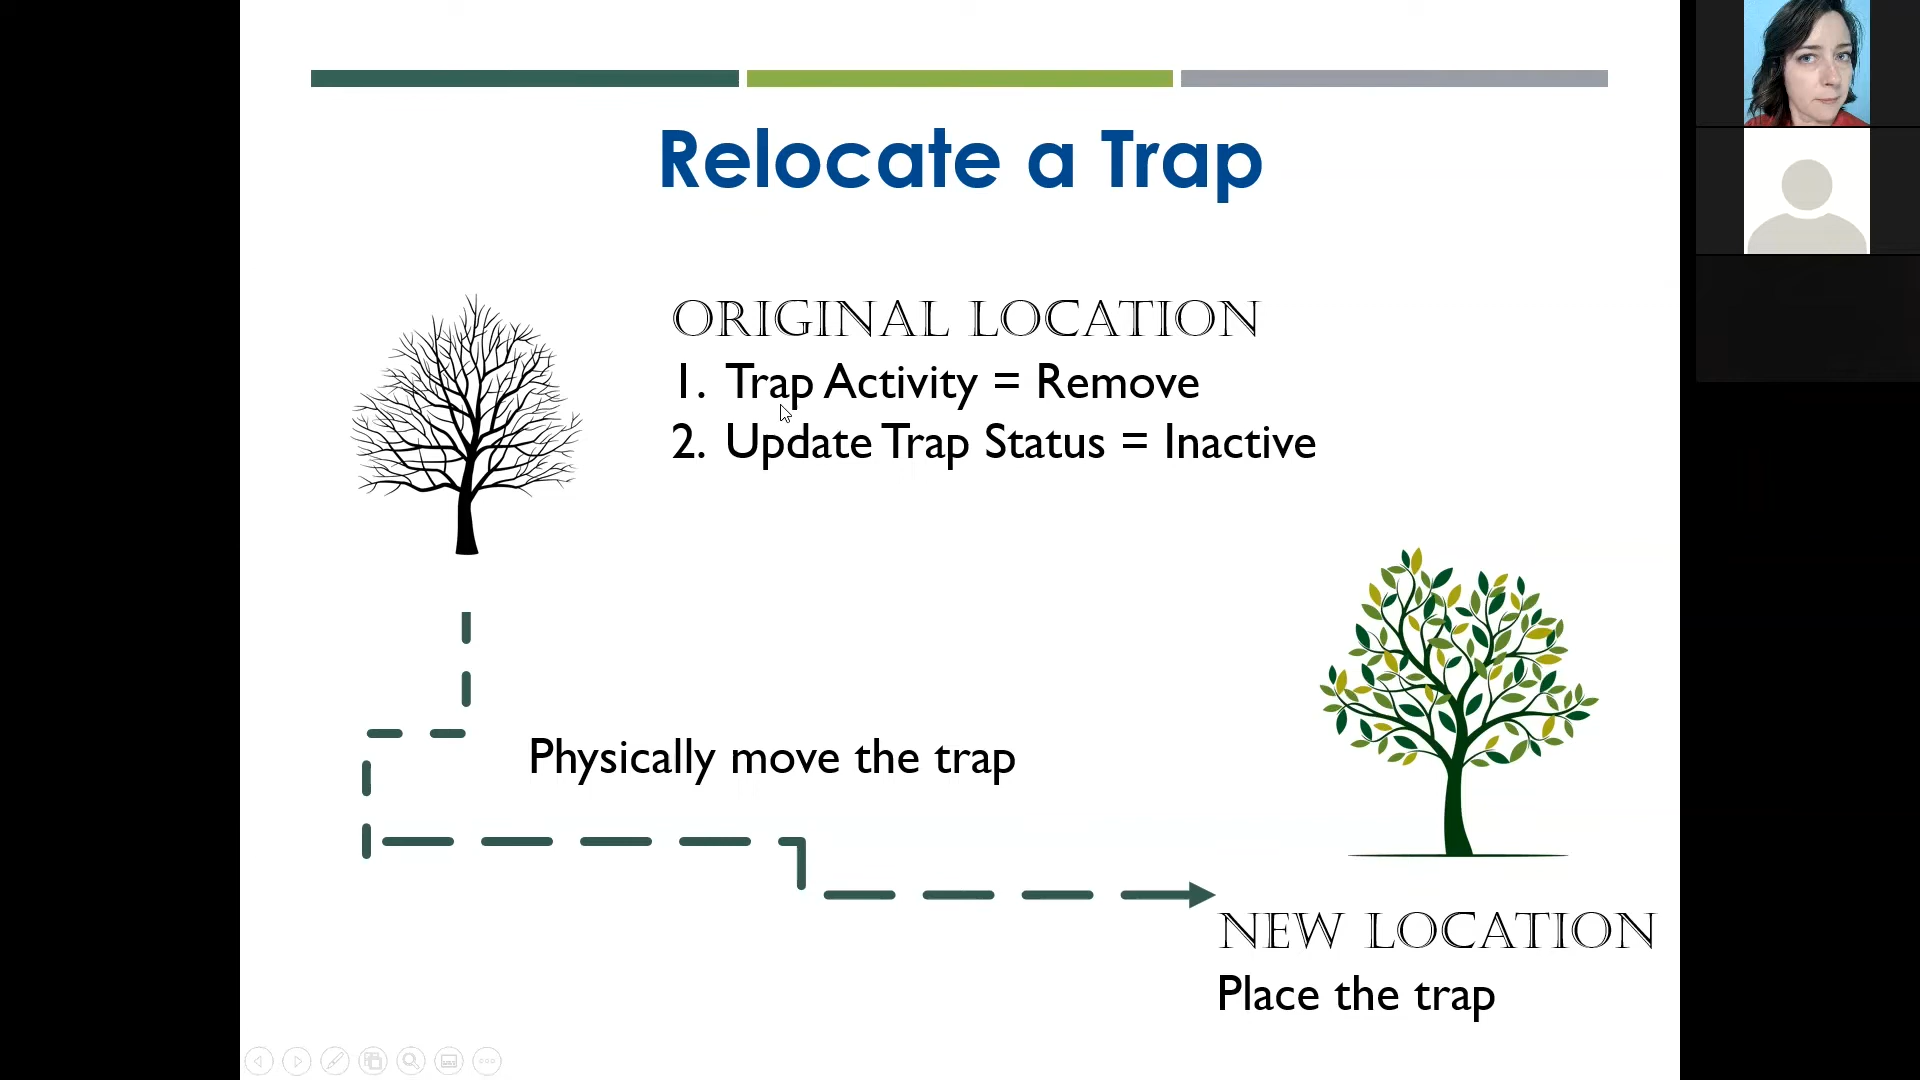 Relocate a Trap
ORIGINAL LOCATION
1. Trap Activity = Remove
2. Update Trap Status = Inactive
Physically move the trap
NEW LOCATION
Place the trap